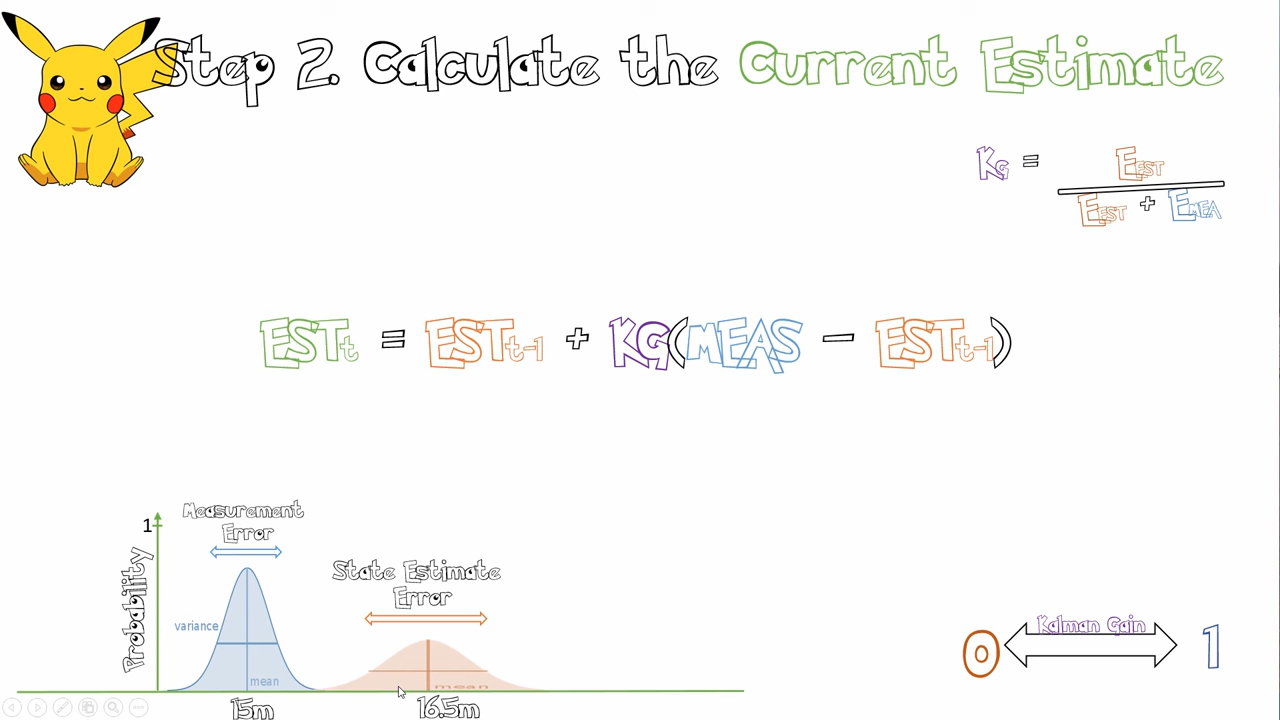 Step 2. Calculate the Current Estimate
KG = EEST
EEST + EMEA
ESTt = ESTt-1 + KG(MEAS - ESTt-1)
Measurement
Error
1
Probability
State Estimate
Error
variance
mean
mean
15m
16.5m
Kalman Gain
0
1